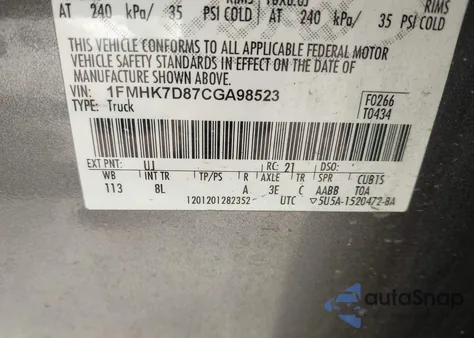 RIMS
AT 240 kPa/ 35 PSI COLD
RIMS
AT 240 kPa/ 35 PSI COLD
THIS VEHICLE CONFORMS TO ALL APPLICABLE FEDERAL MOTOR
VEHICLE SAFETY STANDARDS IN EFFECT ON THE DATE OF
MANUFACTURE SHOWN ABOVE.
VIN: 1FMHK7D87CGA98523
TYPE: Truck
F0266
T0434
EXT PNT: UJ RC: 21 DSO:
WB INT TR TP/PS R AXLE TR SPR CUBTS
113 8L A 3E C AABB TOA
1201201282352 UTC ▽5U5A-1520472-BA
autoSnap